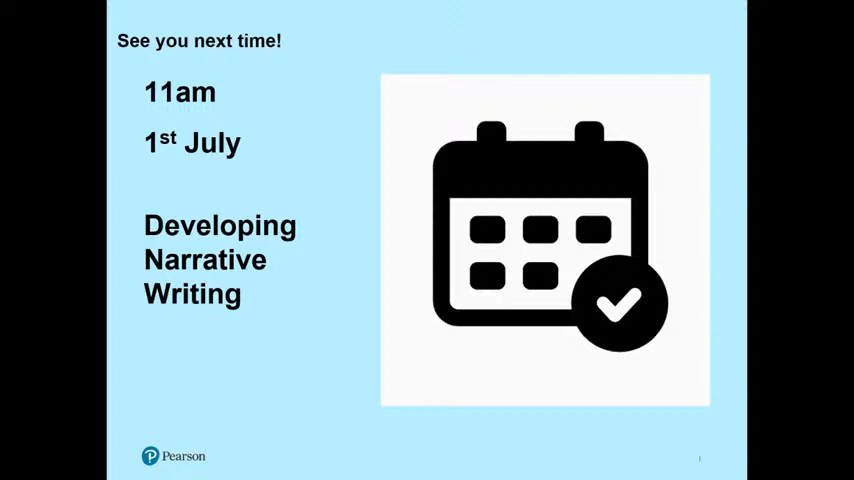 See you next time!
11am
1st July
Developing
Narrative
Writing
Pearson